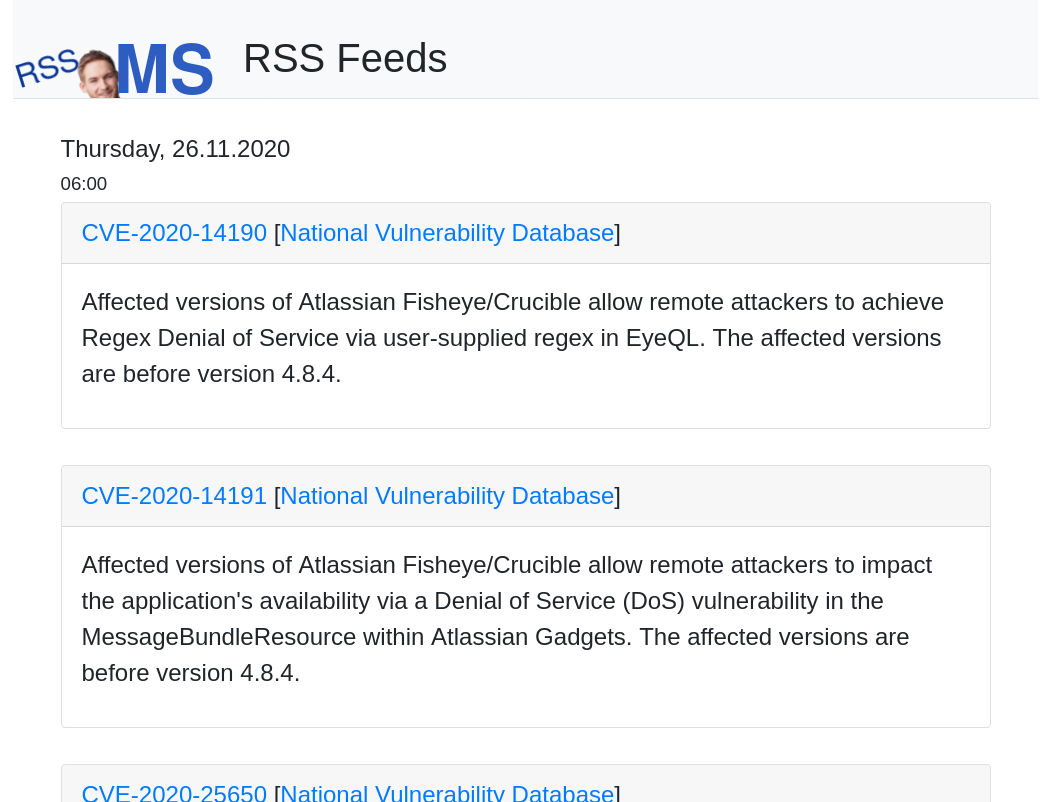 RSS MS RSS Feeds
Thursday, 26.11.2020
06:00
CVE-2020-14190 [National Vulnerability Database]
Affected versions of Atlassian Fisheye/Crucible allow remote attackers to achieve
Regex Denial of Service via user-supplied regex in EyeQL. The affected versions
are before version 4.8.4.
CVE-2020-14191 [National Vulnerability Database]
Affected versions of Atlassian Fisheye/Crucible allow remote attackers to impact
the application's availability via a Denial of Service (DoS) vulnerability in the
MessageBundleResource within Atlassian Gadgets. The affected versions are
before version 4.8.4.
CVE-2020-25650 [National Vulnerability Database]